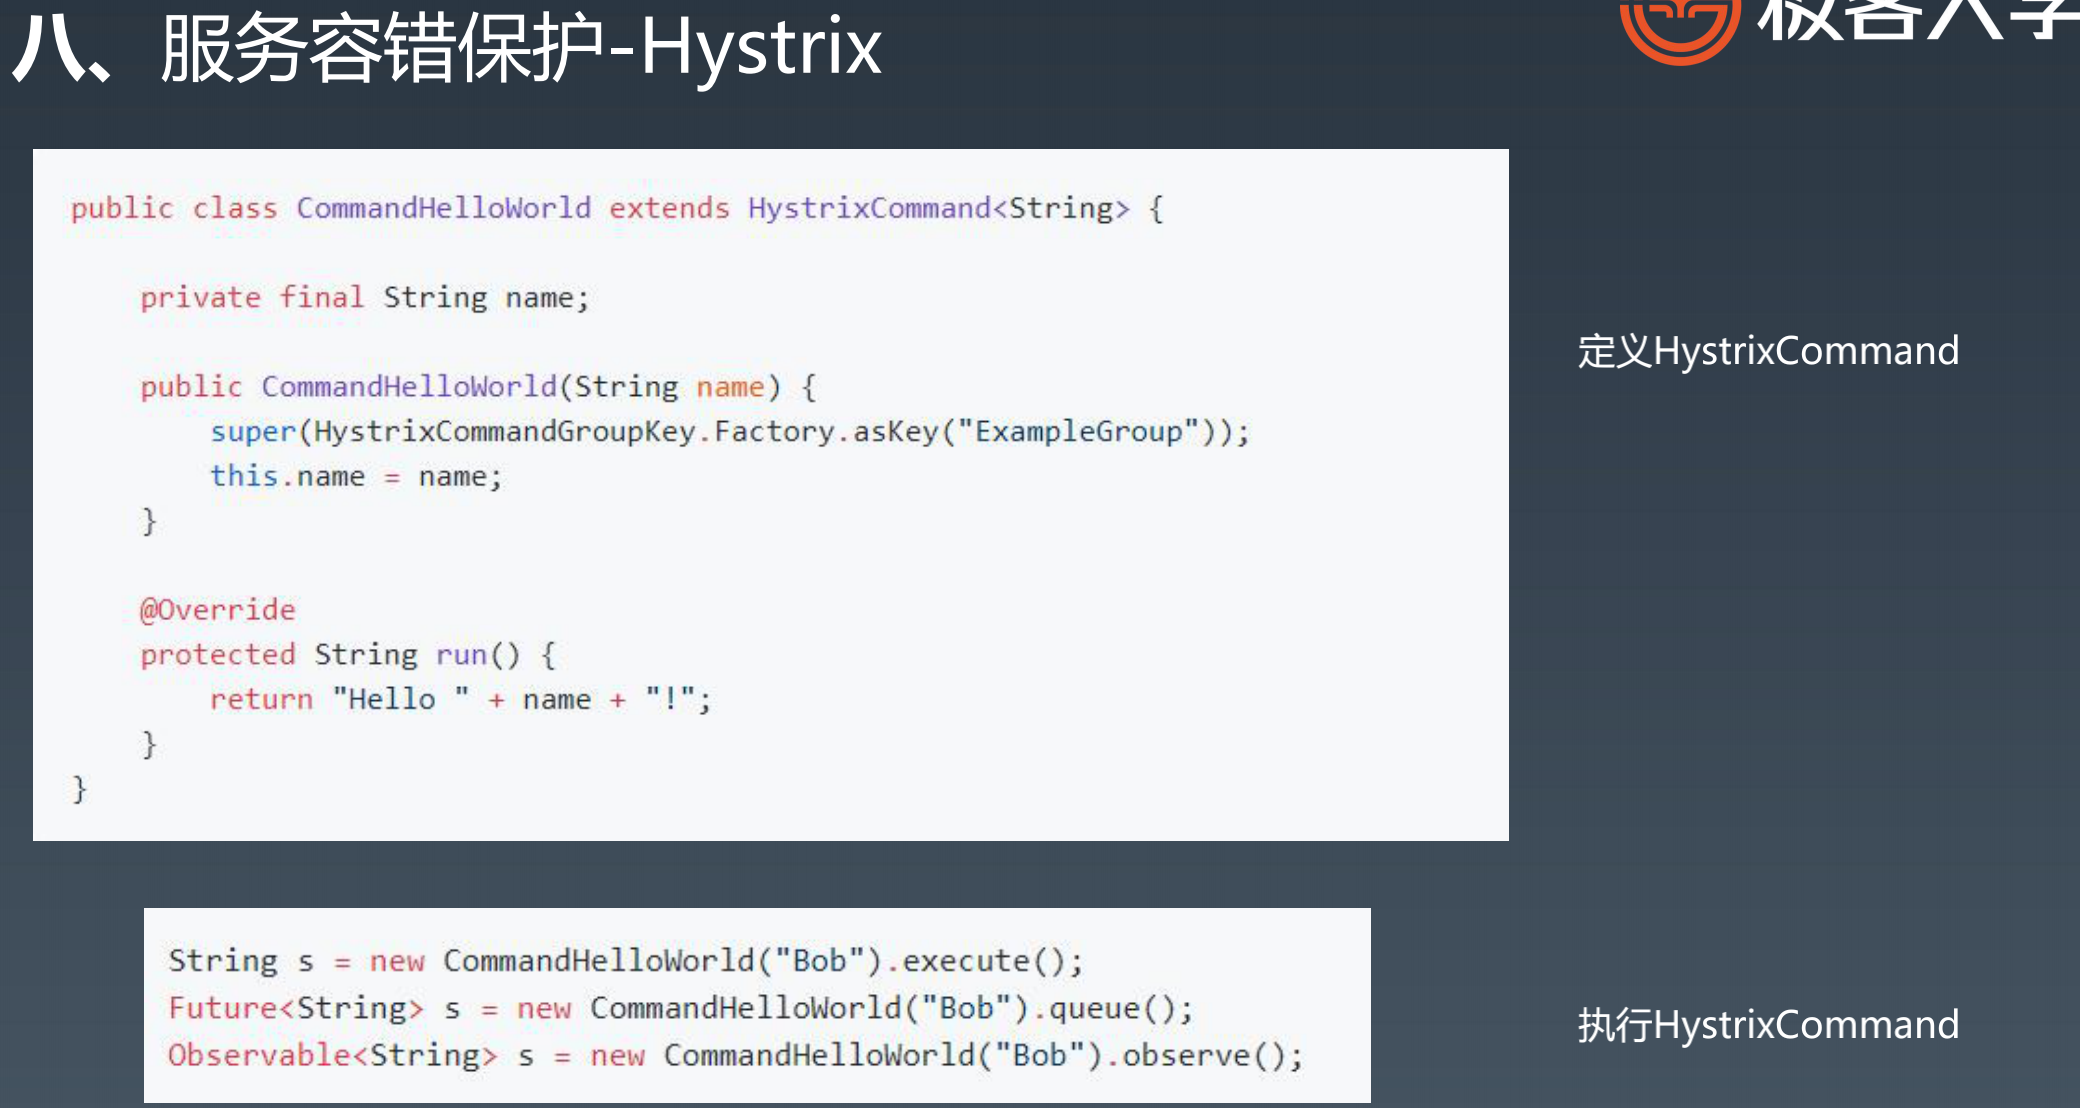 八、服务容错保护-Hystrix
极客大学
public class CommandHelloWorld extends HystrixCommand<String> {
private final String name;
public CommandHelloWorld(String name) {
super(HystrixCommandGroupKey.Factory.asKey("ExampleGroup"));
this.name = name;
}
@Override
protected String run() {
return "Hello " + name + "!";
}
}
定义HystrixCommand
String s = new CommandHelloWorld("Bob").execute();
Future<String> s = new CommandHelloWorld("Bob").queue();
Observable<String> s = new CommandHelloWorld("Bob").observe();
执行HystrixCommand